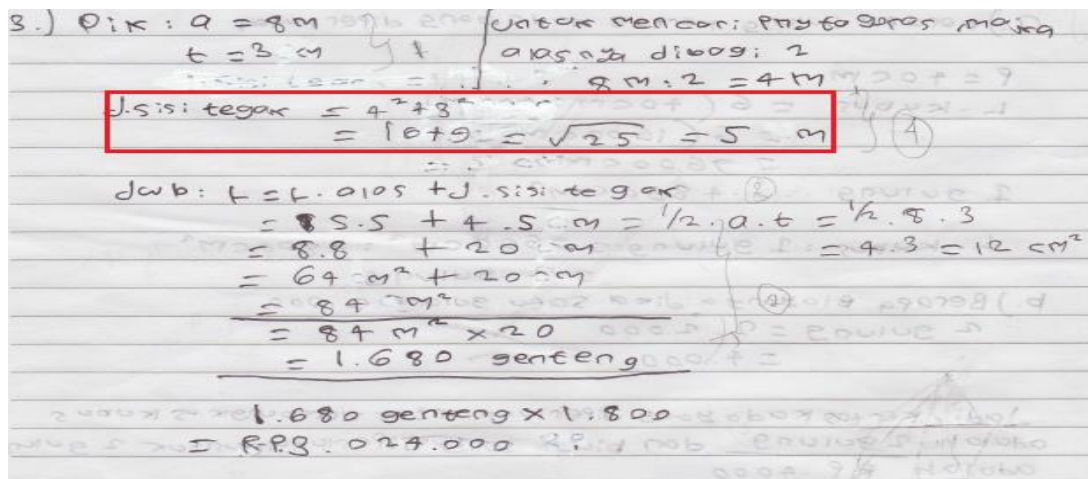 3.) Dik : a = 8 m
t = 3 m
Untuk mencari phytagoras maka
alasnya dibagi 2
8 m : 2 = 4 m
J. sisi tegak = 4² + 3²
= 16 + 9 = √25 = 5 m
Jwb : L = L. alas + J. sisi tegak
= s.s + 4.5 m = 1/2 . a . t = 1/2 . 8 . 3
= 8.8 + 20 m = 4.3 = 12 cm²
= 64 m² + 20 m
= 84 m²
= 84 m² x 20
= 1.680 genteng
1.680 genteng x 1.800
= R.P.3.024.000